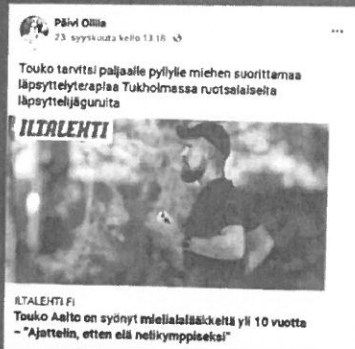 Päivi Ollila
23. syyskuuta kello 13.18
Touko tarvitsi paljaalle pyllylle miehen suorittamaa
läpsyttelyterapiaa Tukholmassa ruotsalaiselta
läpsyttelijägurulta
ILTALEHTI
ILTALEHTI.FI
Touko Aalto on syönyt mielialalääkkeitä yli 10 vuotta
– "Ajattelin, etten elä nelikymppiseksi"